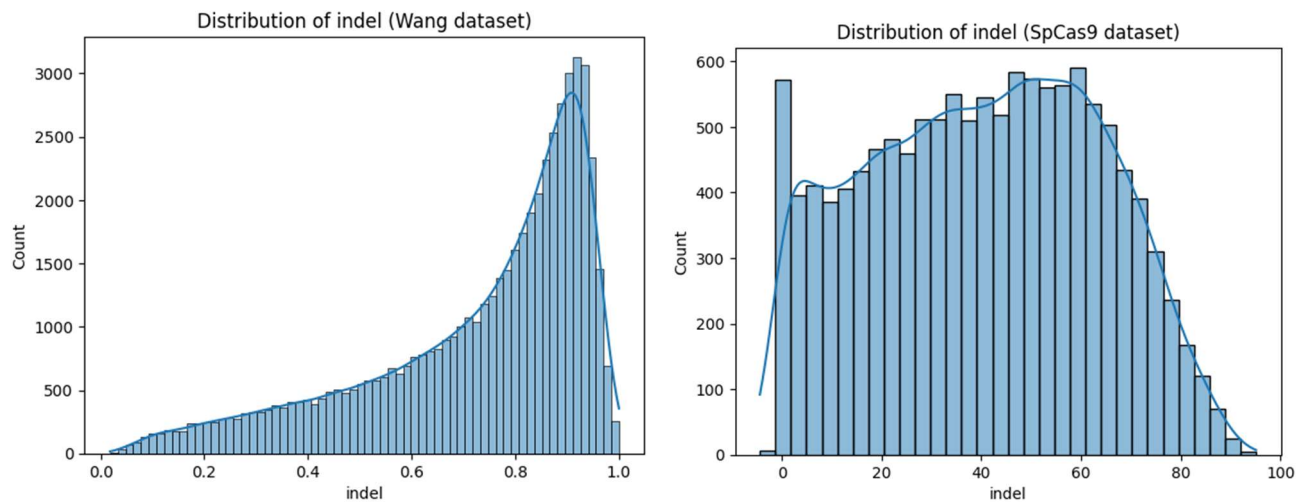 Distribution of indel (Wang dataset)
Count
3000
2500
2000
1500
1000
500
0
0.0 0.2 0.4 0.6 0.8 1.0
indel
Distribution of indel (SpCas9 dataset)
Count
600
500
400
300
200
100
0
0 20 40 60 80 100
indel